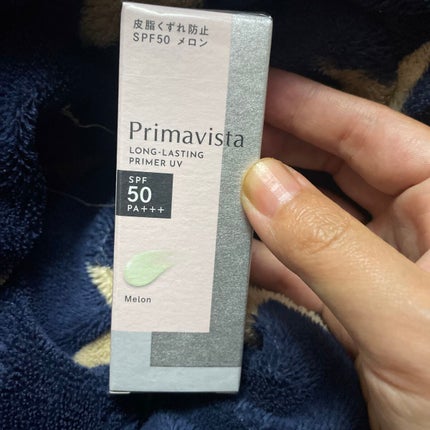 皮脂くずれ防止
SPF50 メロン
Primavista
LONG-LASTING
PRIMER UV
SPF
50
PA+++
Melon